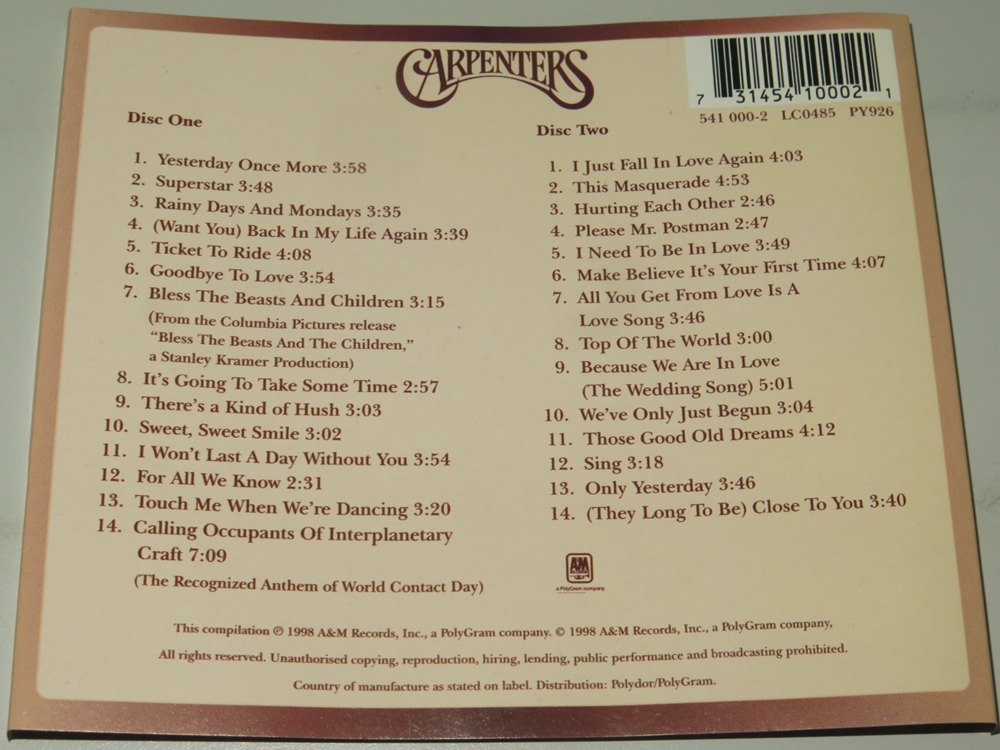 CARPENTERS
7 31454 10002 1
541 000-2 LC0485 PY926
Disc One
1. Yesterday Once More 3:58
2. Superstar 3:48
3. Rainy Days And Mondays 3:35
4. (Want You) Back In My Life Again 3:39
5. Ticket To Ride 4:08
6. Goodbye To Love 3:54
7. Bless The Beasts And Children 3:15
(From the Columbia Pictures release
“Bless The Beasts And The Children,”
a Stanley Kramer Production)
8. It's Going To Take Some Time 2:57
9. There's a Kind of Hush 3:03
10. Sweet, Sweet Smile 3:02
11. I Won't Last A Day Without You 3:54
12. For All We Know 2:31
13. Touch Me When We're Dancing 3:20
14. Calling Occupants Of Interplanetary
Craft 7:09
(The Recognized Anthem of World Contact Day)
Disc Two
1. I Just Fall In Love Again 4:03
2. This Masquerade 4:53
3. Hurting Each Other 2:46
4. Please Mr. Postman 2:47
5. I Need To Be In Love 3:49
6. Make Believe It's Your First Time 4:07
7. All You Get From Love Is A
Love Song 3:46
8. Top Of The World 3:00
9. Because We Are In Love
(The Wedding Song) 5:01
10. We've Only Just Begun 3:04
11. Those Good Old Dreams 4:12
12. Sing 3:18
13. Only Yesterday 3:46
14. (They Long To Be) Close To You 3:40
A&M
RECORDS
a PolyGram company
This compilation ℗ 1998 A&M Records, Inc., a PolyGram company. © 1998 A&M Records, Inc., a PolyGram company,
All rights reserved. Unauthorised copying, reproduction, hiring, lending, public performance and broadcasting prohibited.
Country of manufacture as stated on label. Distribution: Polydor/PolyGram.